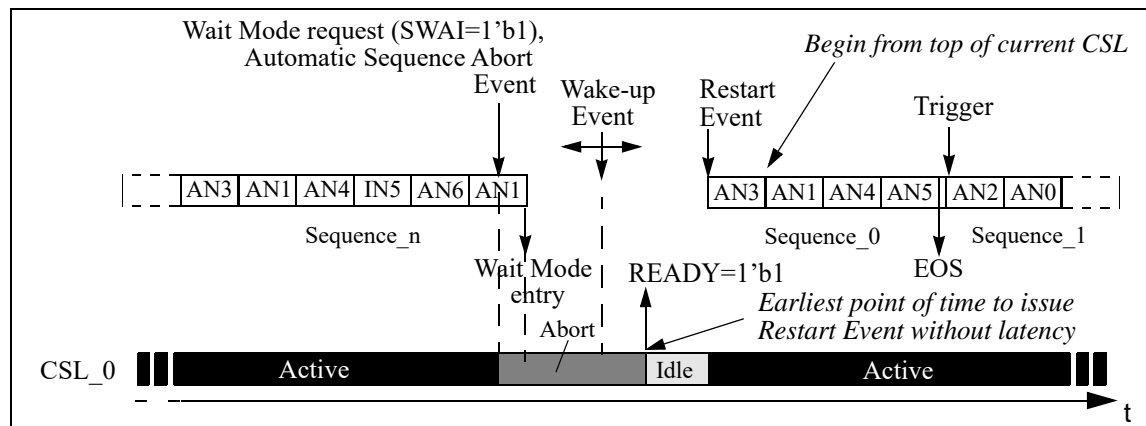 Wait Mode request (SWAI=1’b1),
Automatic Sequence Abort
Event
Wake-up
Event
Restart
Event
Begin from top of current CSL
Trigger
AN3 AN1 AN4 IN5 AN6 AN1
AN3 AN1 AN4 AN5 AN2 AN0
Sequence_n
Sequence_0
Sequence_1
Wait Mode
entry
READY=1’b1
EOS
Earliest point of time to issue
Restart Event without latency
Abort
CSL_0
Active
Idle
Active
t